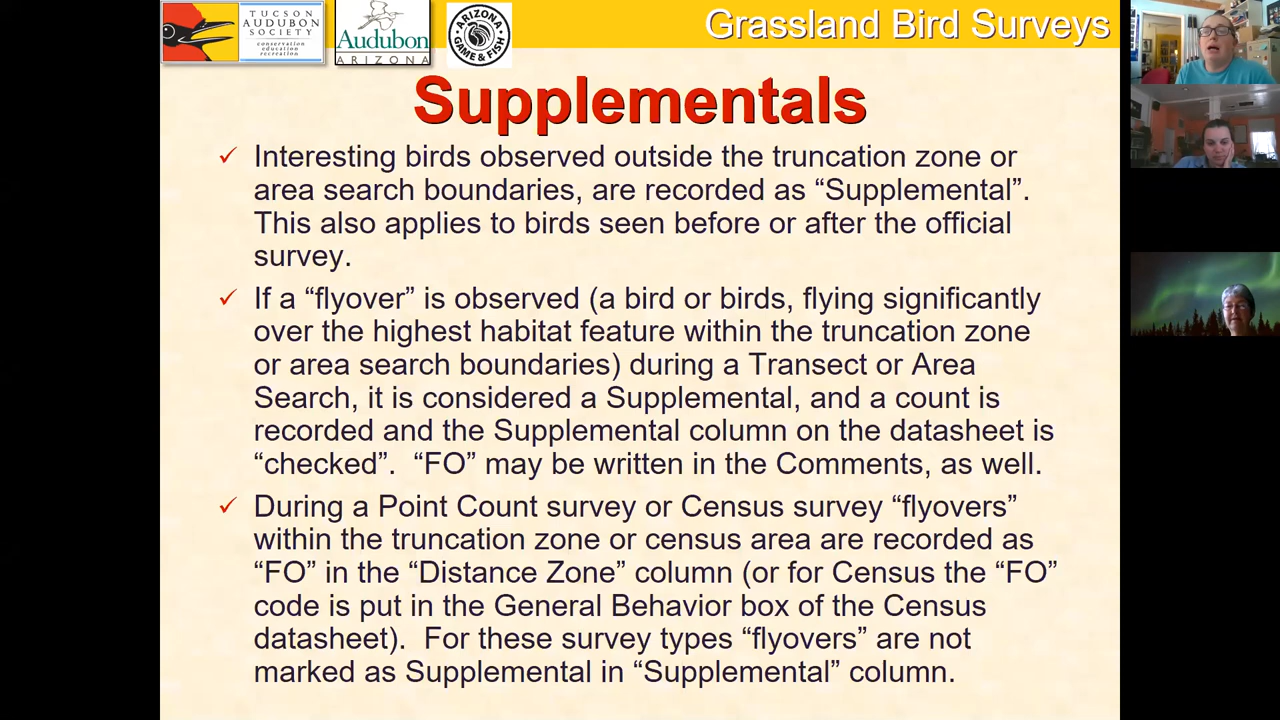 TUCSON
AUDUBON
SOCIETY
conservation
education
recreation
Audubon
ARIZONA
ARIZONA
GAME & FISH
Grassland Bird Surveys
Supplementals
✓ Interesting birds observed outside the truncation zone or
area search boundaries, are recorded as “Supplemental”.
This also applies to birds seen before or after the official
survey.
✓ If a “flyover” is observed (a bird or birds, flying significantly
over the highest habitat feature within the truncation zone
or area search boundaries) during a Transect or Area
Search, it is considered a Supplemental, and a count is
recorded and the Supplemental column on the datasheet is
“checked”.  “FO” may be written in the Comments, as well.
✓ During a Point Count survey or Census survey “flyovers”
within the truncation zone or census area are recorded as
“FO” in the “Distance Zone” column (or for Census the “FO”
code is put in the General Behavior box of the Census
datasheet).  For these survey types “flyovers” are not
marked as Supplemental in “Supplemental” column.